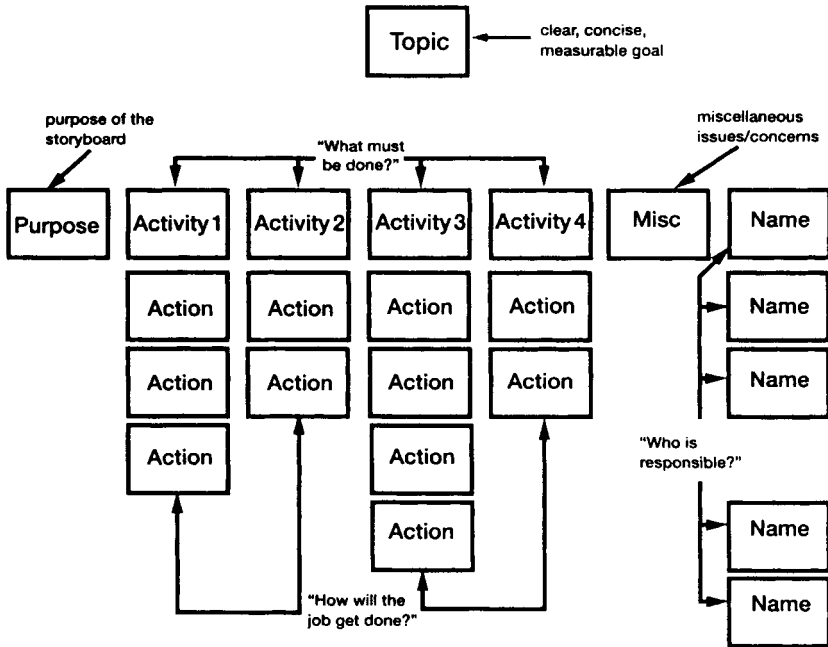 Topic
clear, concise,
measurable goal
purpose of the
storyboard
"What must
be done?"
miscellaneous
issues/concerns
Purpose
Activity 1
Activity 2
Activity 3
Activity 4
Misc
Name
Action
Action
Action
Action
Name
Action
Action
Action
Action
Name
Action
Action
"Who is
responsible?"
Action
Name
"How will the
job get done?"
Name